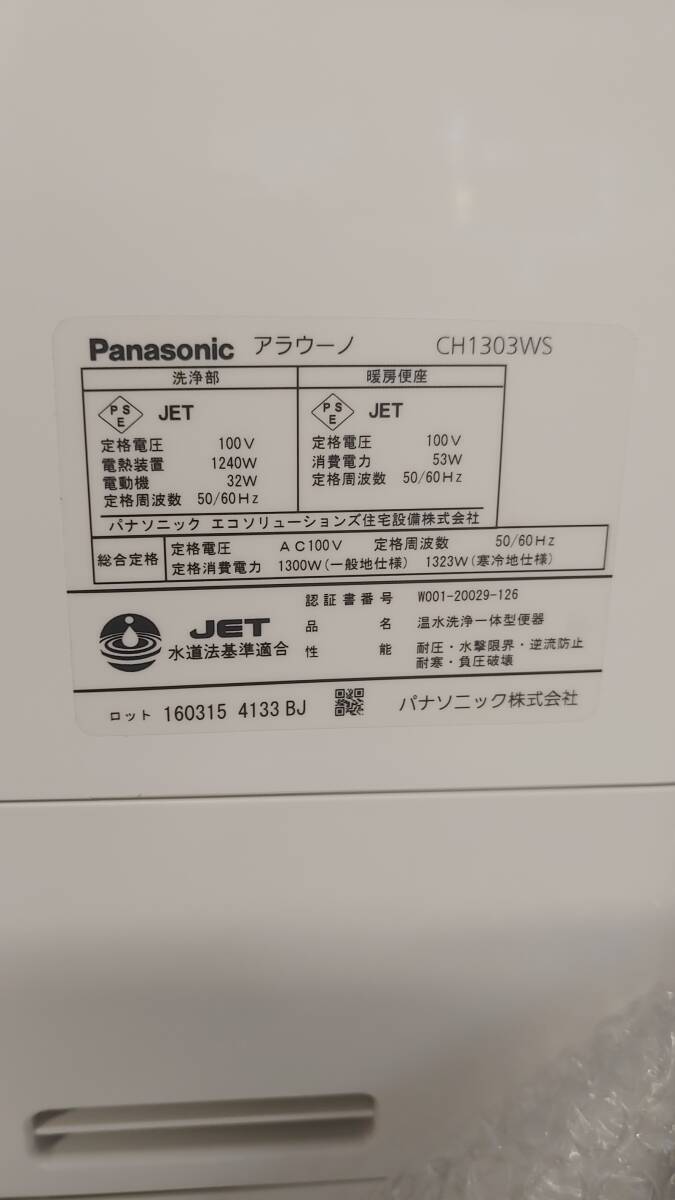 Panasonic アラウーノ CH1303WS
洗浄部 暖房便座
PSE JET PSE JET
定格電圧 100V 定格電圧 100V
電熱装置 1240W 消費電力 53W
電動機 32W 定格周波数 50/60Hz
定格周波数 50/60Hz
パナソニック エコソリューションズ住宅設備株式会社
総合定格 定格電圧 AC100V 定格周波数 50/60Hz
定格消費電力 1300W(一般地仕様) 1323W(寒冷地仕様)
認証書番号 W001-20029-126
JET 品名 温水洗浄一体型便器
水道法基準適合 性能 耐圧・水撃限界・逆流防止
耐寒・負圧破壊
ロット 160315 4133 BJ パナソニック株式会社